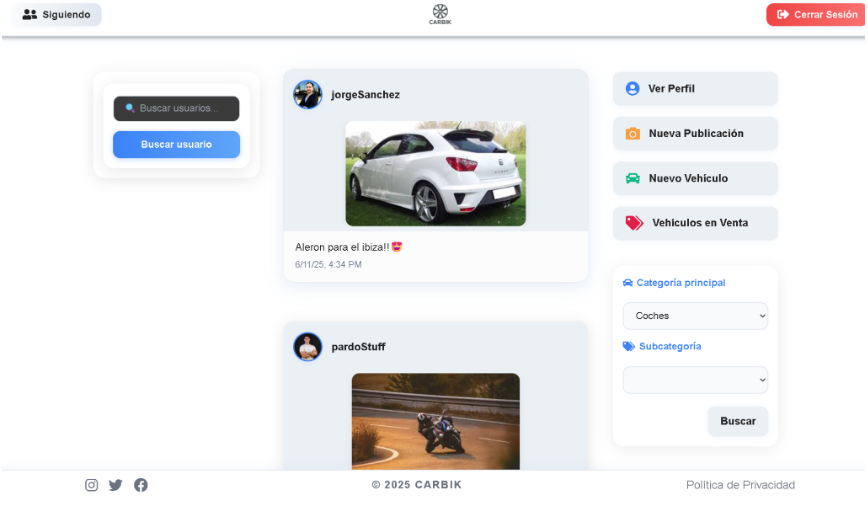 Siguiendo
CARBIK
Cerrar Sesión
Buscar usuarios...
Buscar usuario
jorgeSanchez
Aleron para el ibiza!!😍
6/11/25, 4:34 PM
pardoStuff
Ver Perfil
Nueva Publicación
Nuevo Vehículo
Vehículos en Venta
Categoría principal
Coches
Subcategoría
Buscar
© 2025 CARBIK
Política de Privacidad